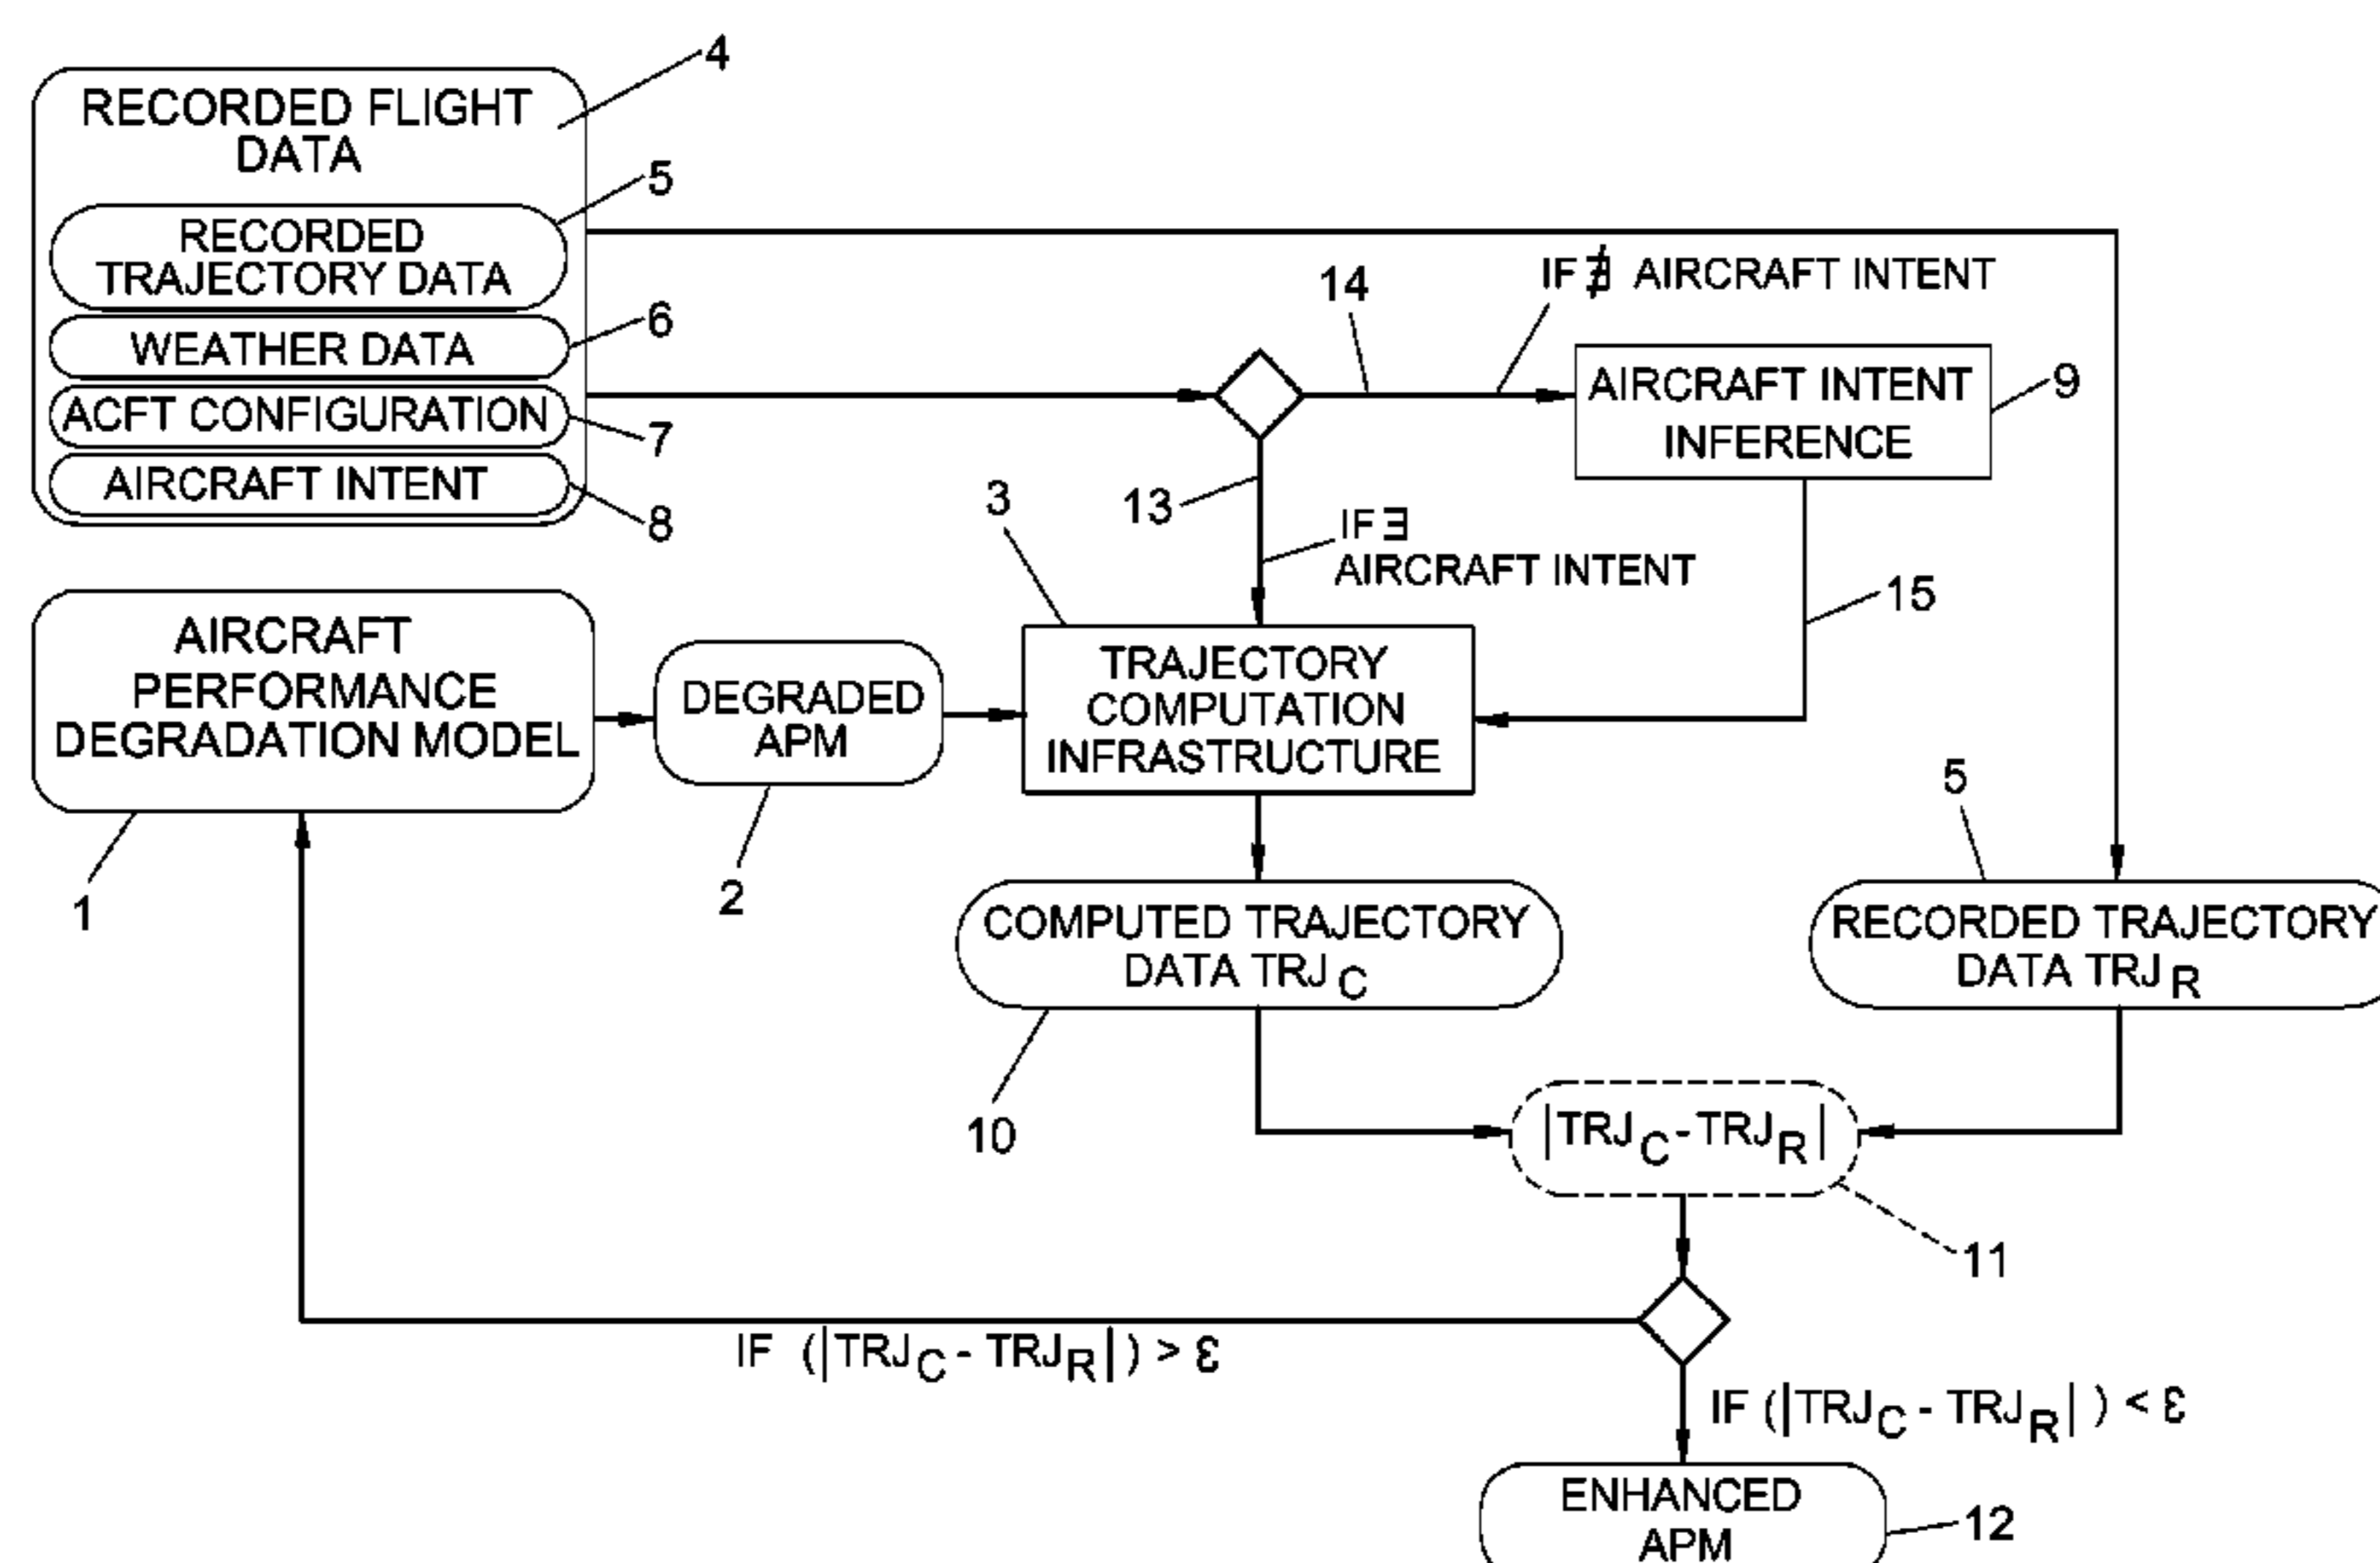 4
RECORDED FLIGHT
DATA
5
RECORDED
TRAJECTORY DATA
6
WEATHER DATA
ACFT CONFIGURATION
7
AIRCRAFT INTENT
8
14
IF ∄ AIRCRAFT INTENT
AIRCRAFT INTENT
INFERENCE
9
13
IF ∃
AIRCRAFT INTENT
3
15
AIRCRAFT
PERFORMANCE
DEGRADATION MODEL
1
DEGRADED
APM
2
TRAJECTORY
COMPUTATION
INFRASTRUCTURE
5
COMPUTED TRAJECTORY
DATA TRJ C
10
RECORDED TRAJECTORY
DATA TRJ R
|TRJ C - TRJ R|
11
IF (|TRJ C - TRJ R|) > ε
IF (|TRJ C - TRJ R|) < ε
ENHANCED
APM
12